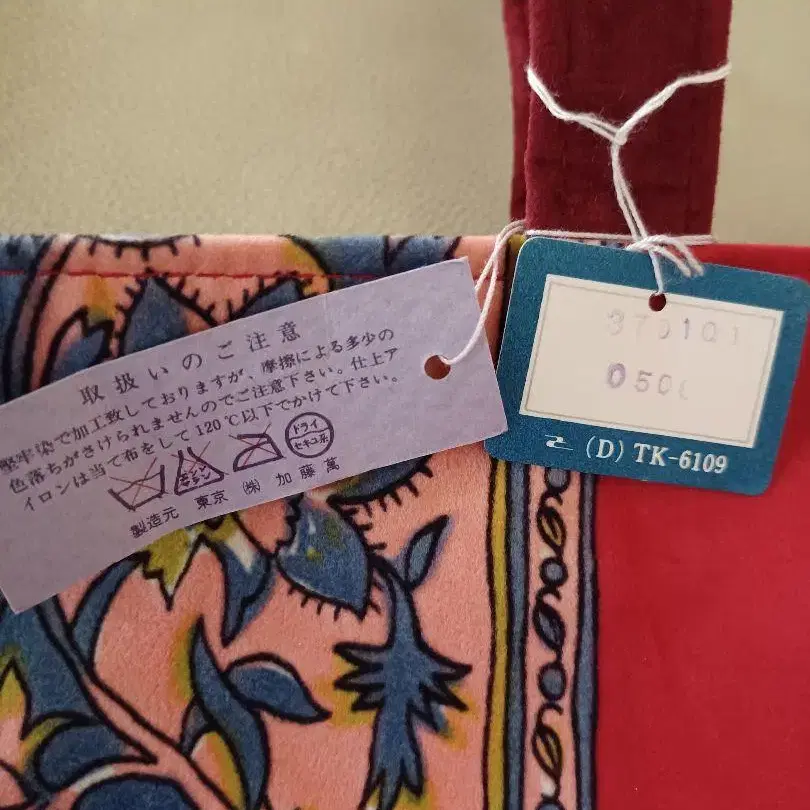 取扱いのご注意
堅牢染で加工致しておりますが、摩擦による多少の
色落ちがさけられませんのでご注意下さい。仕上ア
イロンは当て布をして120℃以下でかけて下さい。
ドライ
セキユ系
製造元 東京 ㈱ 加藤萬
370101
(D) TK-6109